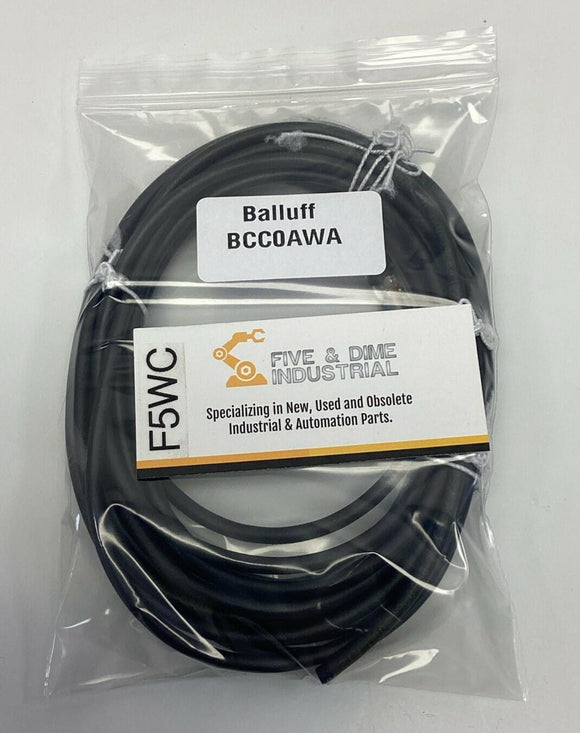 Balluff
BCC0AWA
F5WC
FIVE & DIME
INDUSTRIAL
Specializing in New, Used and Obsolete
Industrial & Automation Parts.